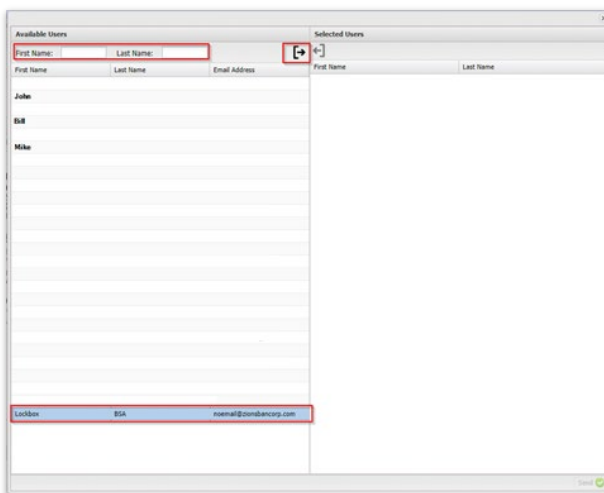 Available Users
Selected Users
First Name: Last Name:
First Name Last Name Email Address
First Name Last Name
John
Bill
Mike
Lockbox BSA noemail@zionsbancorp.com
Send